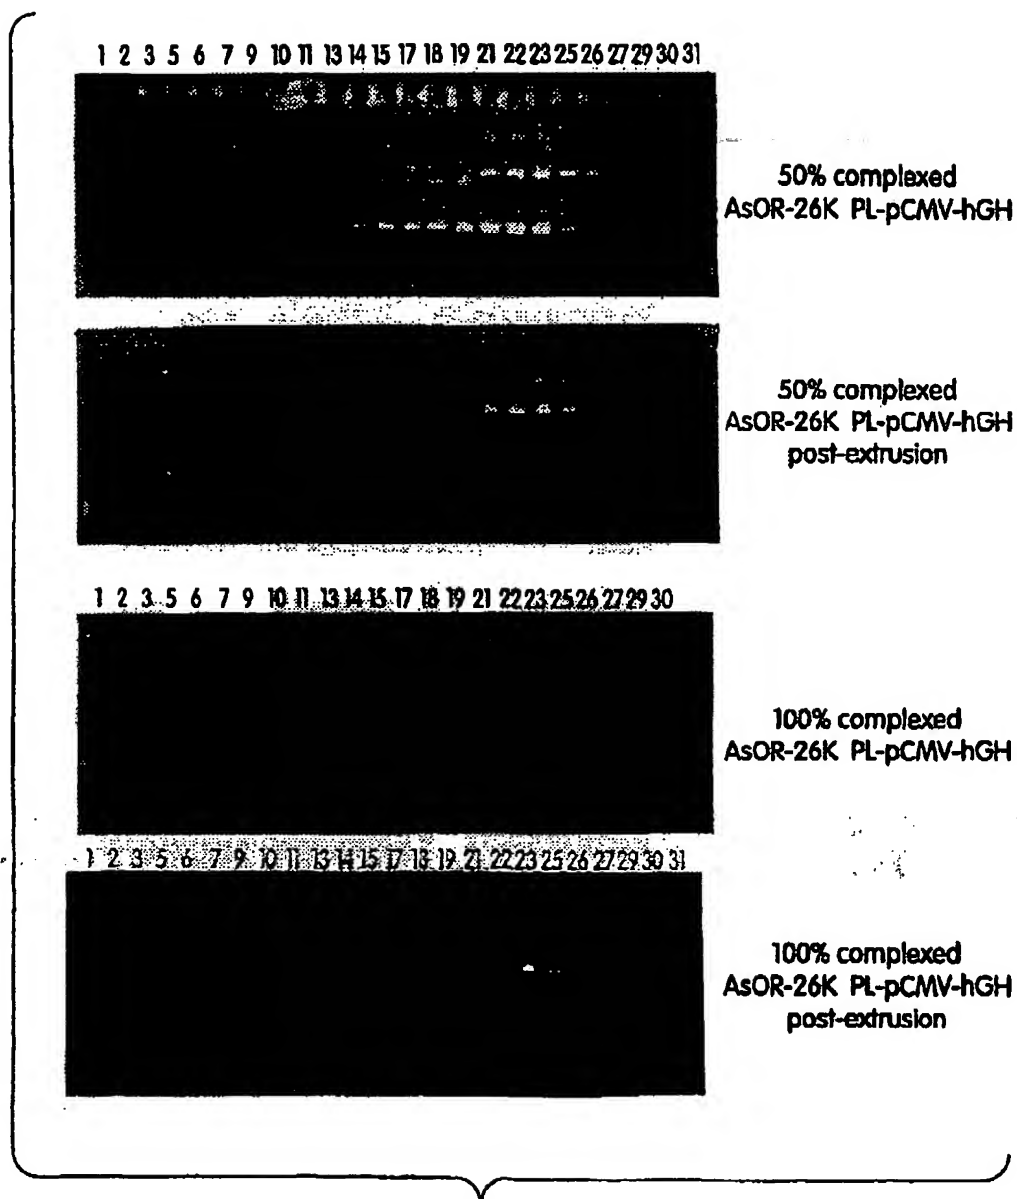 1 2 3 5 6 7 9 10 11 13 14 15 17 18 19 21 22 23 25 26 27 29 30 31
50% complexed
AsOR-26K PL-pCMV-hGH
50% complexed
AsOR-26K PL-pCMV-hGH
post-extrusion
1 2 3 5 6 7 9 10 11 13 14 15 17 18 19 21 22 23 25 26 27 29 30
100% complexed
AsOR-26K PL-pCMV-hGH
1 2 3 5 6 7 9 10 11 13 14 15 17 18 19 21 22 23 25 26 27 29 30 31
100% complexed
AsOR-26K PL-pCMV-hGH
post-extrusion